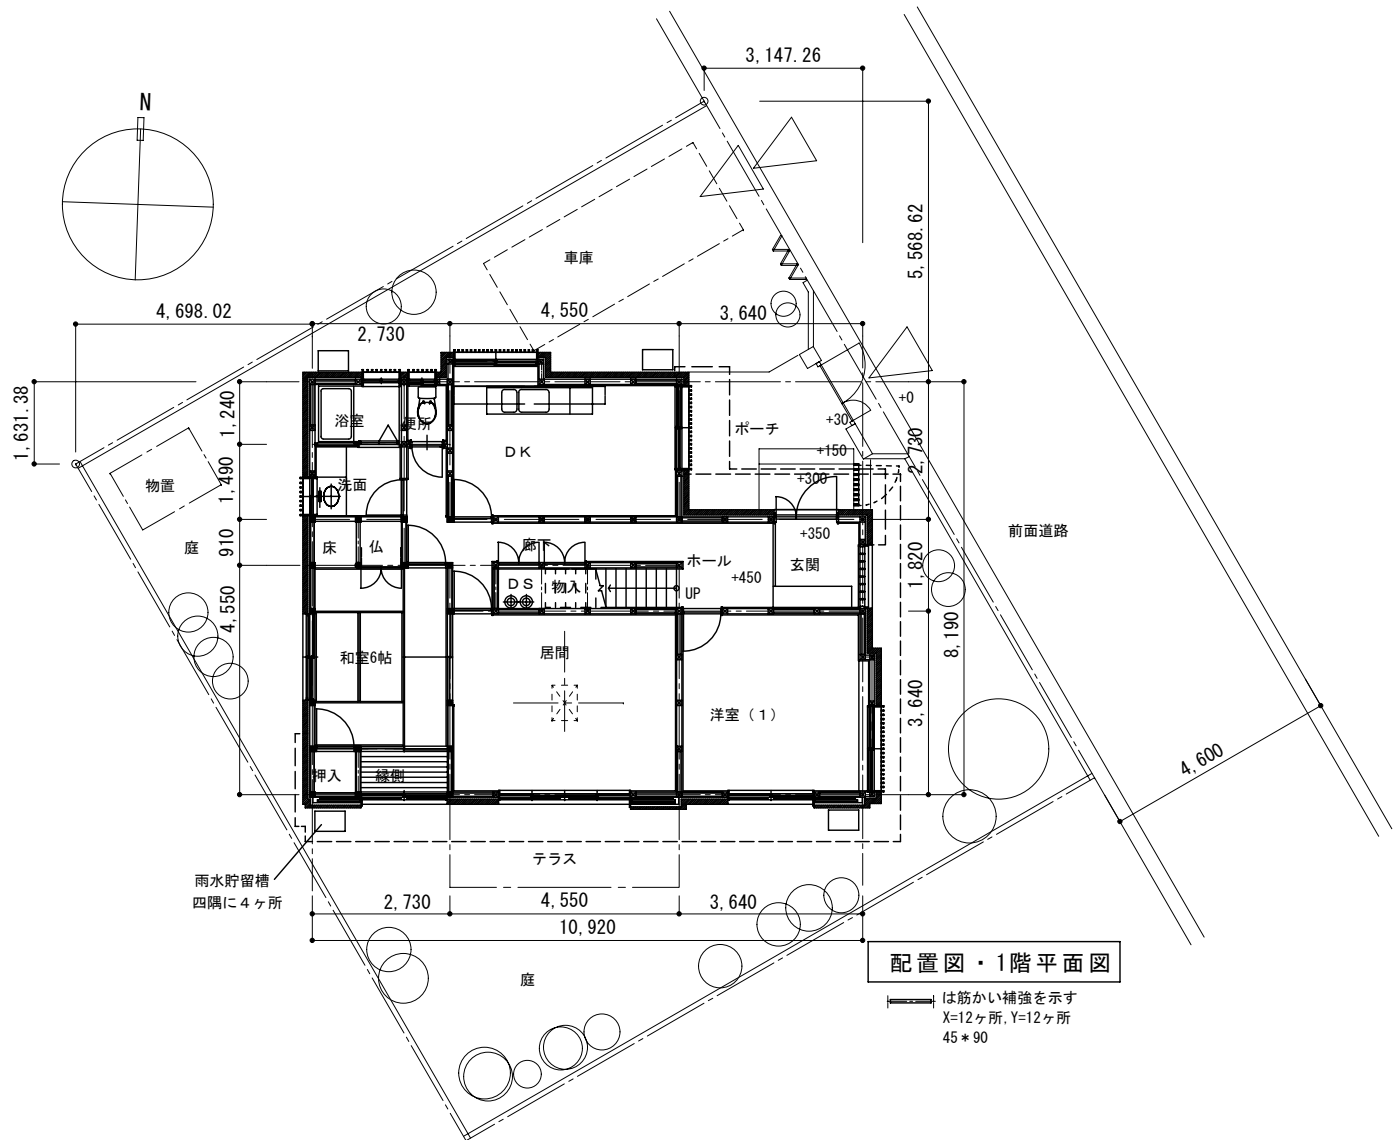 3,147.26
N
5,568.62
車庫
4,698.02
2,730
4,550
3,640
1,631.38
1,240
1,490
910
4,550
浴室
便所
DK
ポーチ
+0
+30
+150
+300
2,730
物置
洗面
庭
床
仏
廊下
ホール
+350
玄関
+450
前面道路
1,820
DS
物入
UP
8,190
和室6帖
居間
洋室（1）
3,640
4,600
押入
縁側
テラス
雨水貯留槽
四隅に4ヶ所
2,730
4,550
3,640
10,920
庭
配置図・1階平面図
は筋かい補強を示す
X=12ヶ所,Y=12ヶ所
45*90